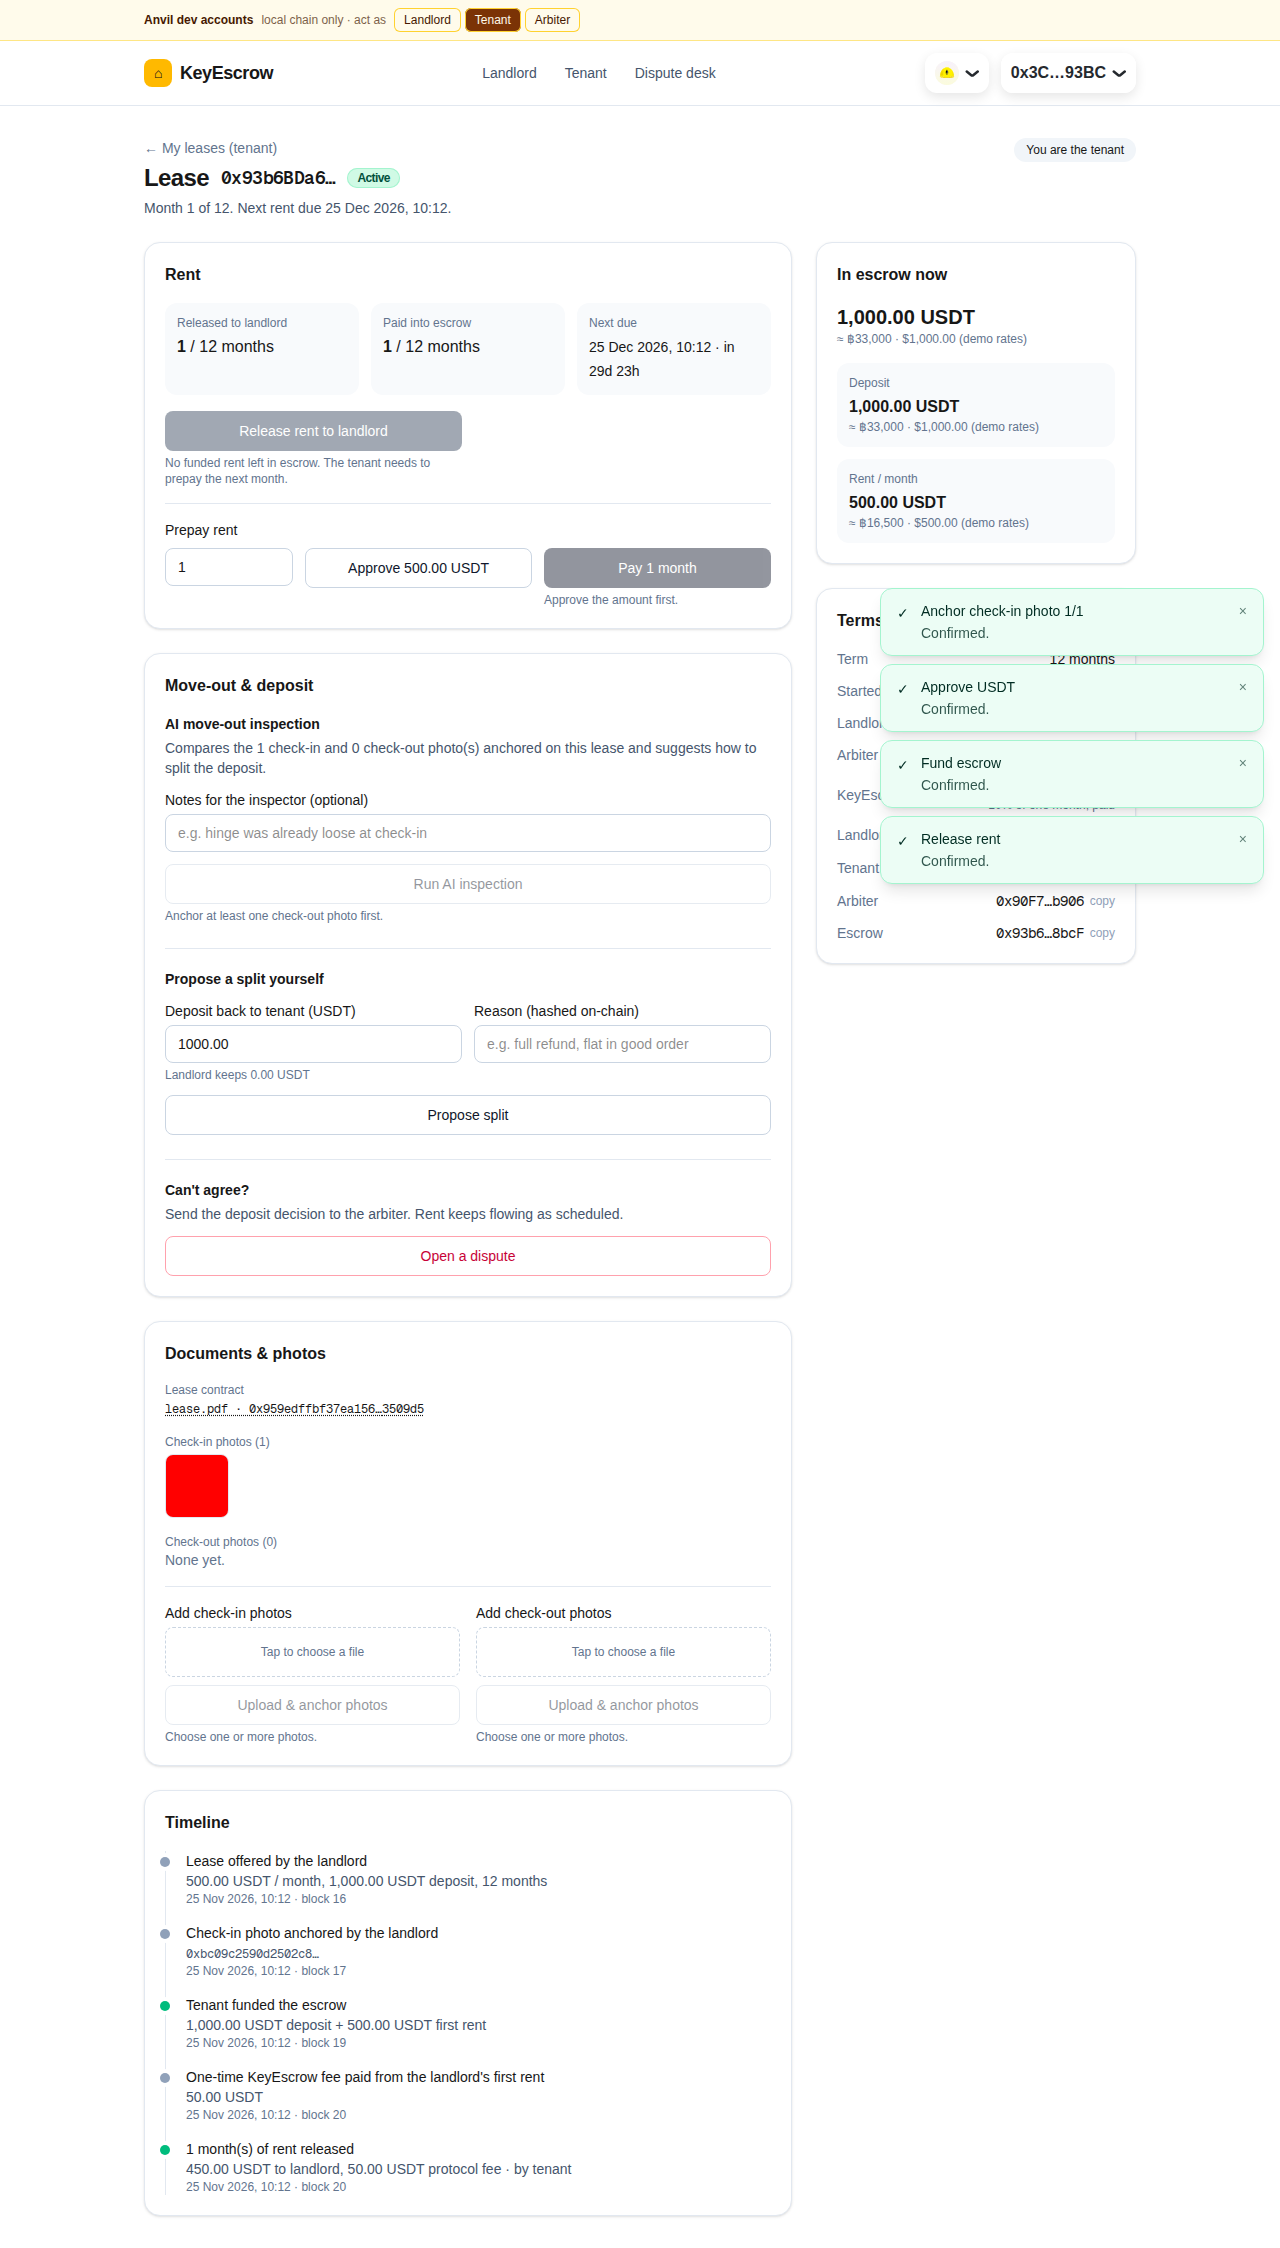 Anvil dev accounts local chain only · act as Landlord Tenant Arbiter
KeyEscrow
Landlord Tenant Dispute desk
0x3C…93BC
← My leases (tenant)
You are the tenant
Lease 0x93b6BDa6… Active
Month 1 of 12. Next rent due 25 Dec 2026, 10:12.
Rent
Released to landlord
1 / 12 months
Paid into escrow
1 / 12 months
Next due
25 Dec 2026, 10:12 · in
29d 23h
Release rent to landlord
No funded rent left in escrow. The tenant needs to
prepay the next month.
Prepay rent
1
Approve 500.00 USDT
Pay 1 month
Approve the amount first.
In escrow now
1,000.00 USDT
≈ ฿33,000 · $1,000.00 (demo rates)
Deposit
1,000.00 USDT
≈ ฿33,000 · $1,000.00 (demo rates)
Rent / month
500.00 USDT
≈ ฿16,500 · $500.00 (demo rates)
Terms
Term 12 months
Started
Landlor
Arbiter
KeyEsc
Landlo
Tenant
Arbiter 0x90F7…b906 copy
Escrow 0x93b6…8bcF copy
✓ Anchor check-in photo 1/1 ×
Confirmed.
✓ Approve USDT ×
Confirmed.
✓ Fund escrow ×
Confirmed.
✓ Release rent ×
Confirmed.
Move-out & deposit
AI move-out inspection
Compares the 1 check-in and 0 check-out photo(s) anchored on this lease and suggests how to
split the deposit.
Notes for the inspector (optional)
e.g. hinge was already loose at check-in
Run AI inspection
Anchor at least one check-out photo first.
Propose a split yourself
Deposit back to tenant (USDT)
1000.00
Landlord keeps 0.00 USDT
Reason (hashed on-chain)
e.g. full refund, flat in good order
Propose split
Can't agree?
Send the deposit decision to the arbiter. Rent keeps flowing as scheduled.
Open a dispute
Documents & photos
Lease contract
lease.pdf · 0x959edffbf37ea156…3509d5
Check-in photos (1)
Check-out photos (0)
None yet.
Add check-in photos
Tap to choose a file
Upload & anchor photos
Choose one or more photos.
Add check-out photos
Tap to choose a file
Upload & anchor photos
Choose one or more photos.
Timeline
Lease offered by the landlord
500.00 USDT / month, 1,000.00 USDT deposit, 12 months
25 Nov 2026, 10:12 · block 16
Check-in photo anchored by the landlord
0xbc09c2590d2502c8…
25 Nov 2026, 10:12 · block 17
Tenant funded the escrow
1,000.00 USDT deposit + 500.00 USDT first rent
25 Nov 2026, 10:12 · block 19
One-time KeyEscrow fee paid from the landlord's first rent
50.00 USDT
25 Nov 2026, 10:12 · block 20
1 month(s) of rent released
450.00 USDT to landlord, 50.00 USDT protocol fee · by tenant
25 Nov 2026, 10:12 · block 20